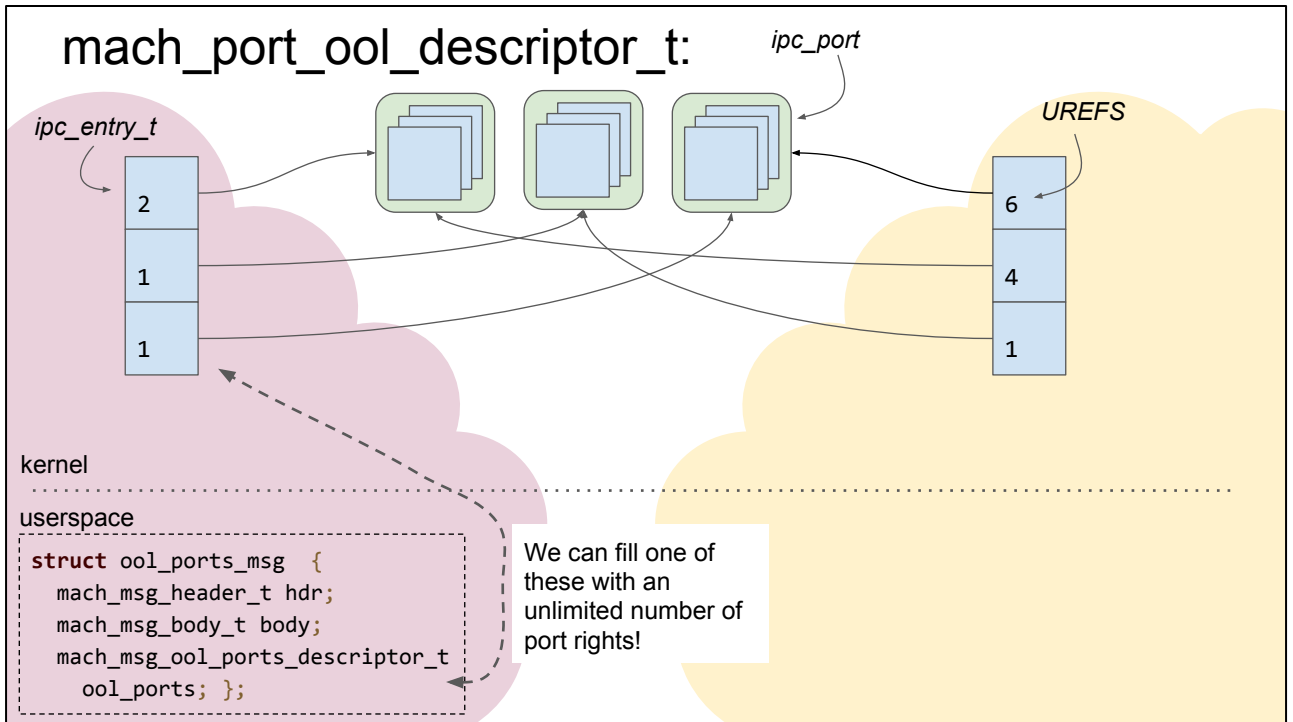 mach_port_ool_descriptor_t:
ipc_port
ipc_entry_t
UREFS
2
1
1
6
4
1
kernel
userspace
struct ool_ports_msg {
mach_msg_header_t hdr;
mach_msg_body_t body;
mach_msg_ool_ports_descriptor_t
ool_ports; };
We can fill one of
these with an
unlimited number of
port rights!